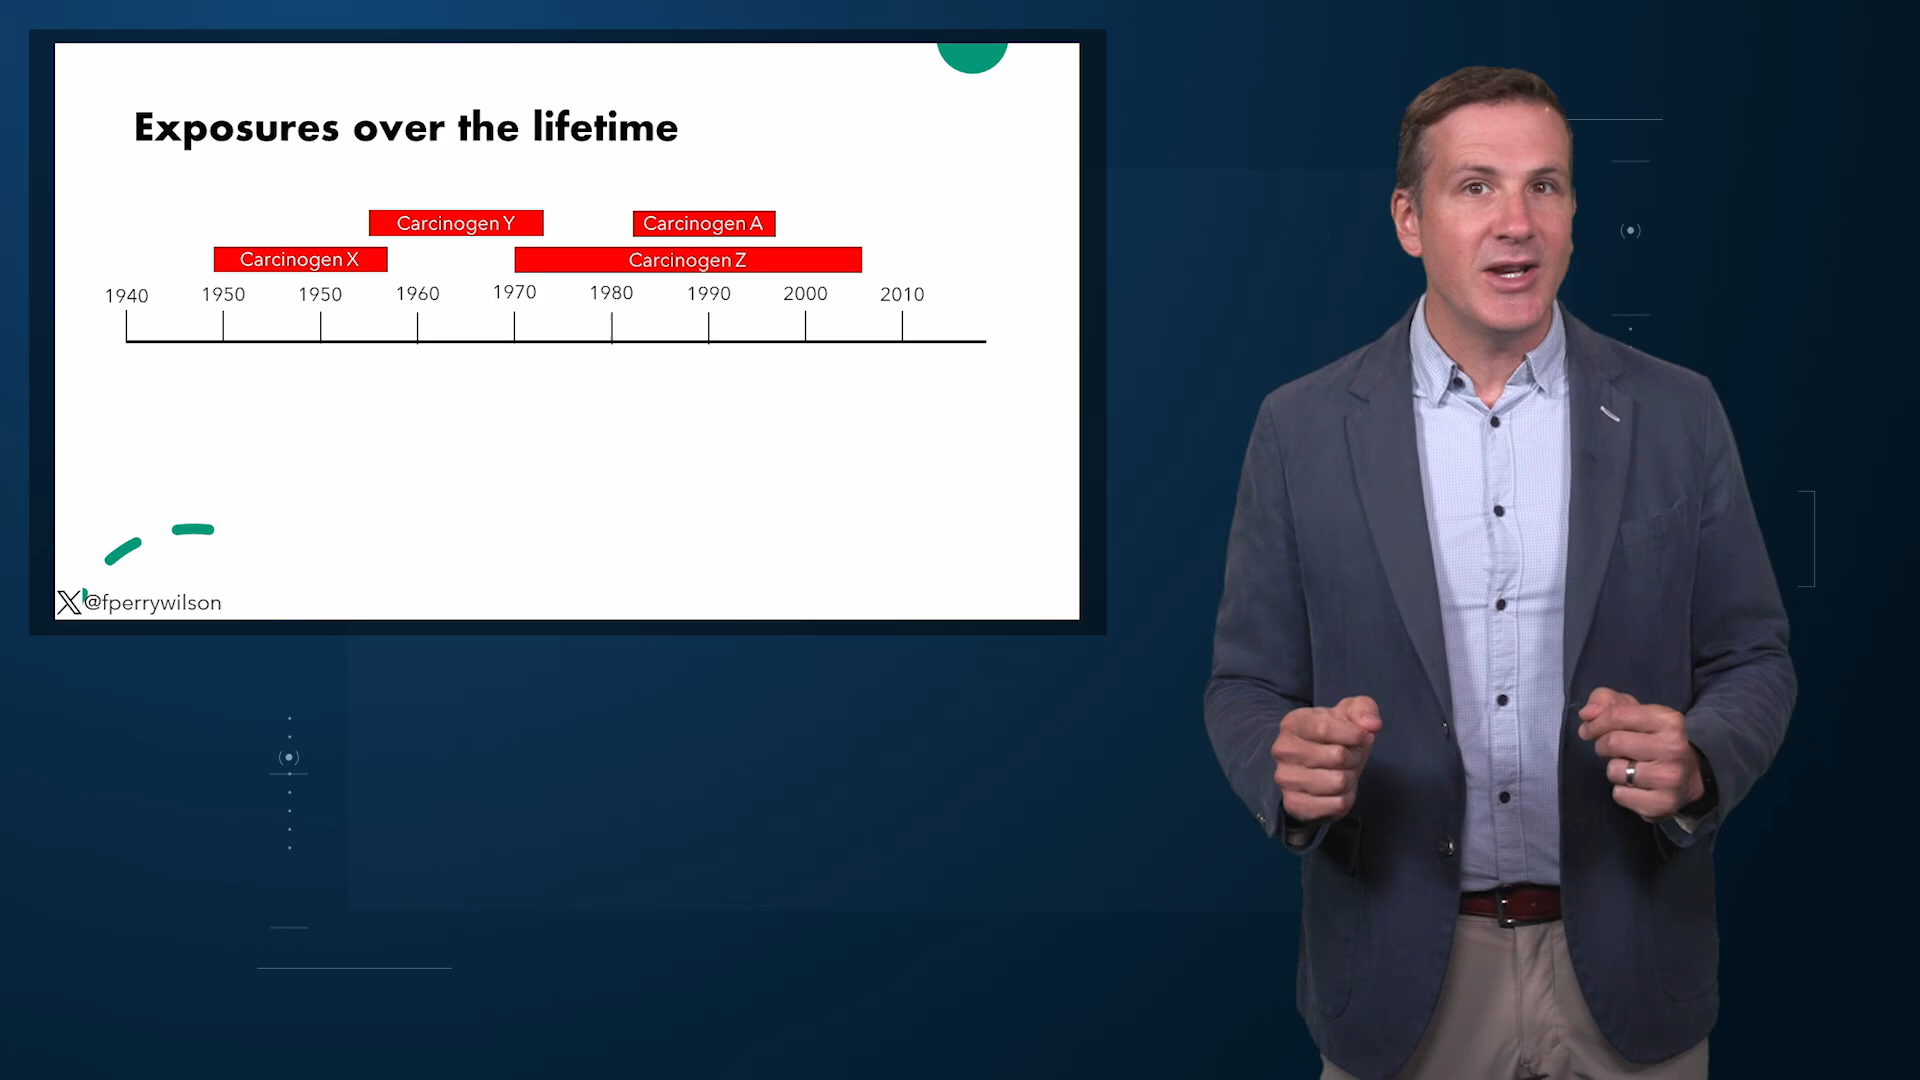 Exposures over the lifetime
Carcinogen Y
Carcinogen A
Carcinogen X
Carcinogen Z
1940 1950 1950 1960 1970 1980 1990 2000 2010
@fperrywilson